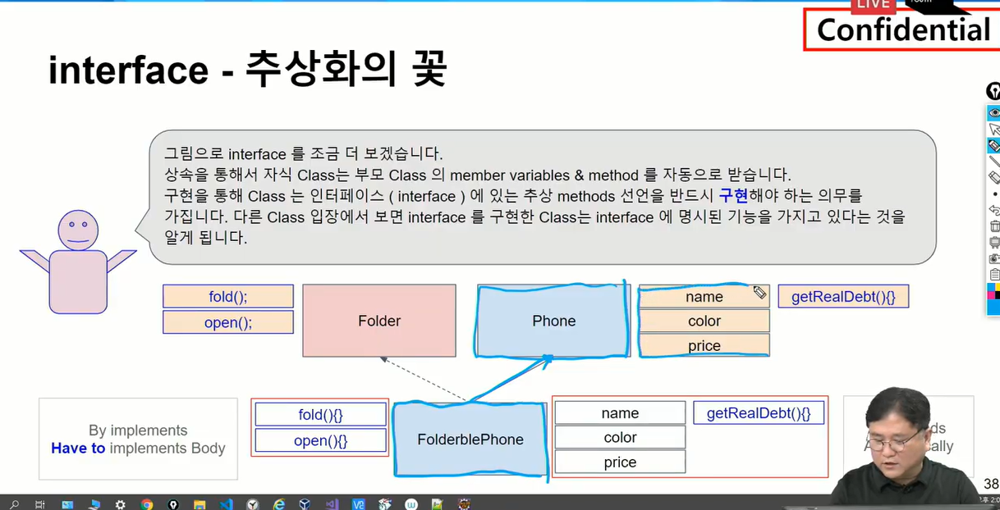 LIVE
Confidential
interface - 추상화의 꽃
그림으로 interface 를 조금 더 보겠습니다.
상속을 통해서 자식 Class는 부모 Class 의 member variables & method 를 자동으로 받습니다.
구현을 통해 Class 는 인터페이스 ( interface ) 에 있는 추상 methods 선언을 반드시 구현해야 하는 의무를
가집니다. 다른 Class 입장에서 보면 interface 를 구현한 Class는 interface 에 명시된 기능을 가지고 있다는 것을
알게 됩니다.
fold();
open();
Folder
Phone
name
color
price
getRealDebt(){}
By implements
Have to implements Body
fold(){}
open(){}
FolderblePhone
name
color
price
getRealDebt(){}
38